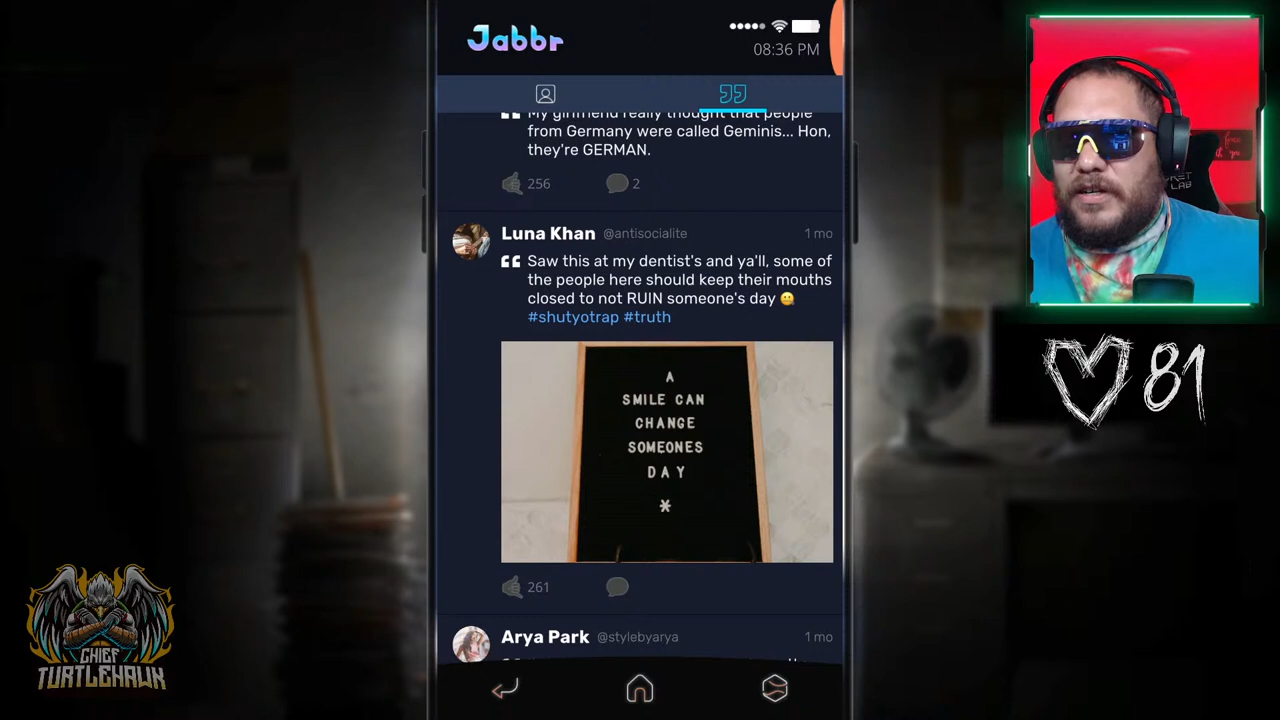 Jabbr
08:36 PM
My girlfriend really thought that people
from Germany were called Geminis... Hon,
they're GERMAN.
256 2
Luna Khan @antisocialite 1 mo
Saw this at my dentist's and ya'll, some of
the people here should keep their mouths
closed to not RUIN someone's day 🤐
#shutyotrap #truth
A
SMILE CAN
CHANGE
SOMEONES
DAY
*
261
Arya Park @stylebyarya 1 mo
81
CHIEF
TURTLEHAWK